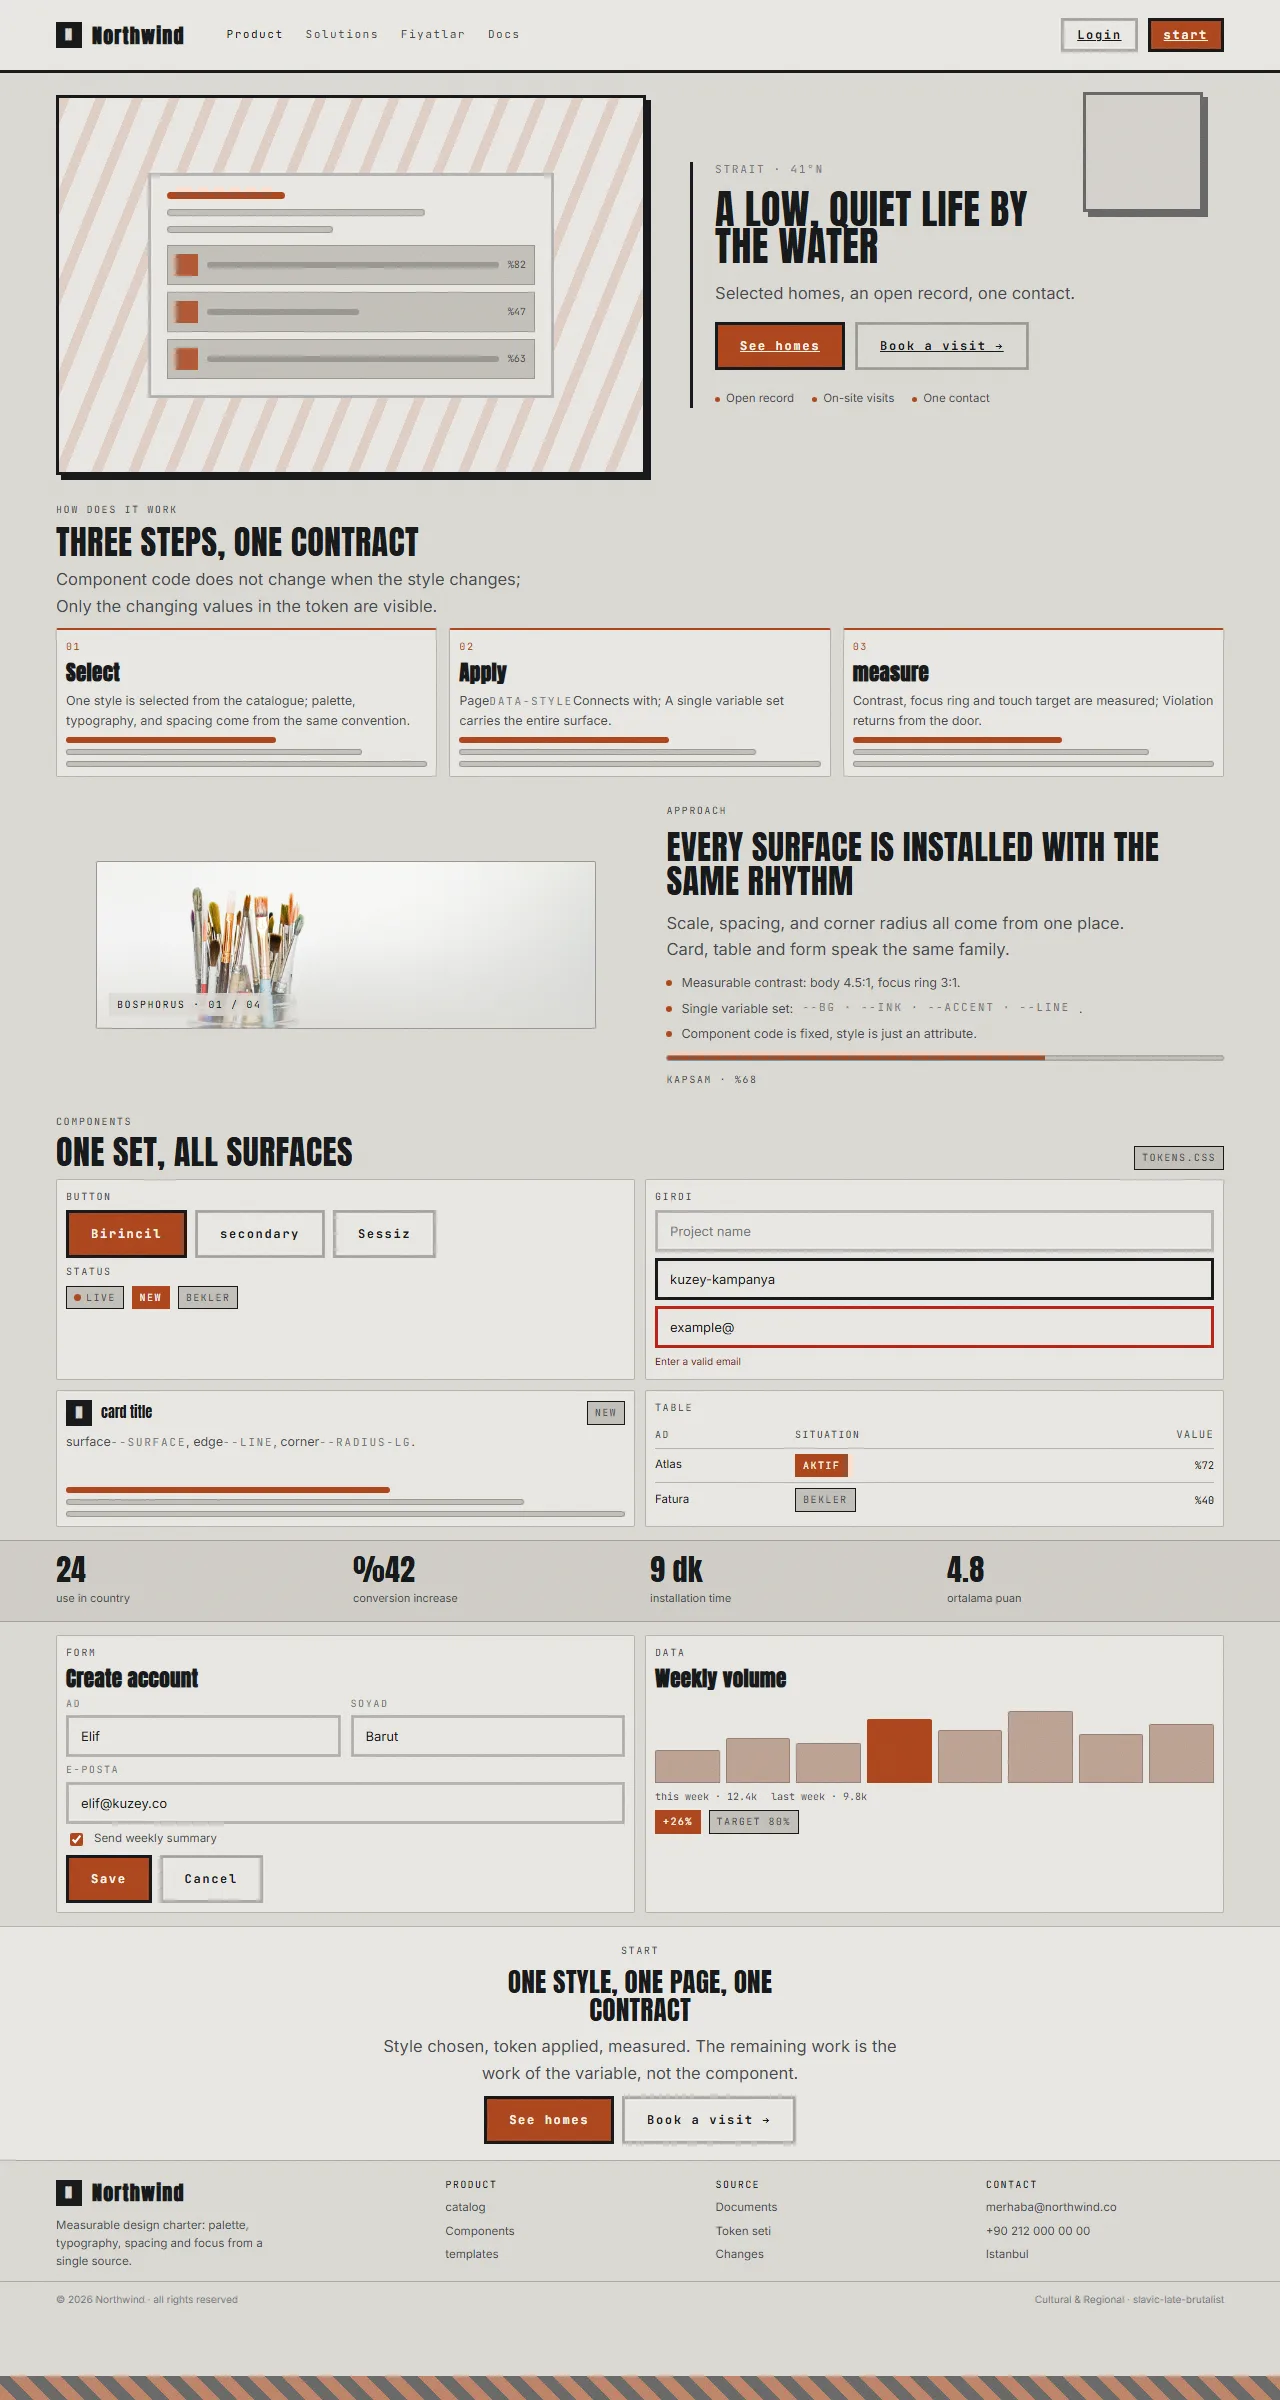 Northwind
Product Solutions Fiyatlar Docs
Login start
%82
%47
%63
STRAIT · 41°N
A LOW, QUIET LIFE BY
THE WATER
Selected homes, an open record, one contact.
See homes Book a visit →
Open record On-site visits One contact
HOW DOES IT WORK
THREE STEPS, ONE CONTRACT
Component code does not change when the style changes;
Only the changing values in the token are visible.
01
Select
One style is selected from the catalogue; palette,
typography, and spacing come from the same convention.
02
Apply
PageDATA-STYLEConnects with; A single variable set
carries the entire surface.
03
measure
Contrast, focus ring and touch target are measured; Violation
returns from the door.
BOSPHORUS · 01 / 04
APPROACH
EVERY SURFACE IS INSTALLED WITH THE
SAME RHYTHM
Scale, spacing, and corner radius all come from one place.
Card, table and form speak the same family.
Measurable contrast: body 4.5:1, focus ring 3:1.
Single variable set: --BG · --INK · --ACCENT · --LINE .
Component code is fixed, style is just an attribute.
KAPSAM · %68
COMPONENTS
ONE SET, ALL SURFACES
TOKENS.CSS
BUTTON
Birincil secondary Sessiz
STATUS
LIVE NEW BEKLER
GIRDI
Project name
kuzey-kampanya
example@
Enter a valid email
card title
NEW
surface--SURFACE, edge--LINE, corner--RADIUS-LG.
TABLE
AD SITUATION VALUE
Atlas AKTIF %72
Fatura BEKLER %40
24
use in country
%42
conversion increase
9 dk
installation time
4.8
ortalama puan
FORM
Create account
AD SOYAD
Elif Barut
E-POSTA
elif@kuzey.co
Send weekly summary
Save Cancel
DATA
Weekly volume
this week · 12.4k last week · 9.8k
+26% TARGET 80%
START
ONE STYLE, ONE PAGE, ONE
CONTRACT
Style chosen, token applied, measured. The remaining work is the
work of the variable, not the component.
See homes Book a visit →
Northwind
Measurable design charter: palette,
typography, spacing and focus from a
single source.
PRODUCT
catalog
Components
templates
SOURCE
Documents
Token seti
Changes
CONTACT
merhaba@northwind.co
+90 212 000 00 00
Istanbul
© 2026 Northwind · all rights reserved
Cultural & Regional · slavic-late-brutalist